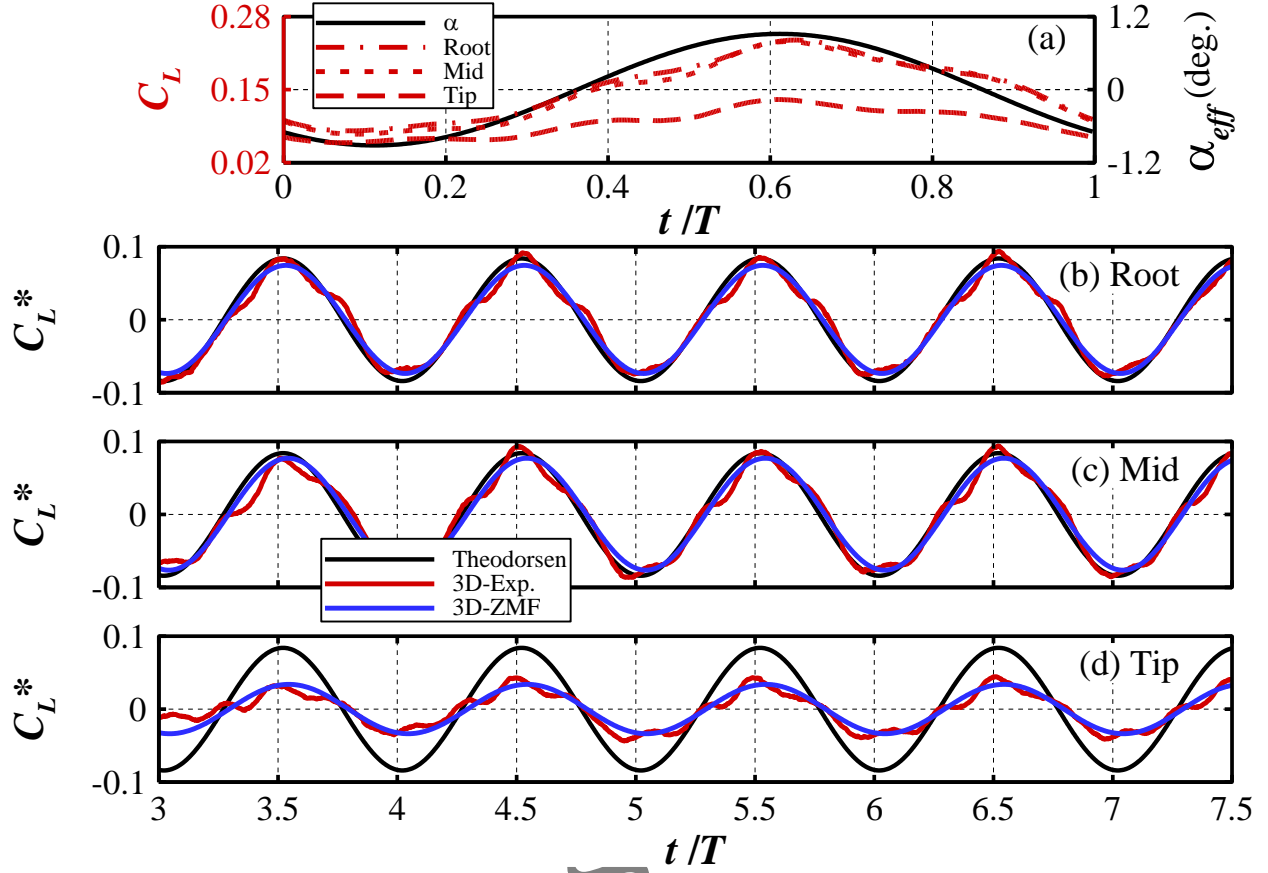 0.28
1.2
α
(a)
Root
C_L
0.15
Mid
0
α_eff (deg.)
Tip
0.02
-1.2
0 0.2 0.4 0.6 0.8 1
t /T
0.1
(b) Root
C_L*
0
-0.1
0.1
(c) Mid
C_L*
0
Theodorsen
-0.1
3D-Exp.
3D-ZMF
0.1
(d) Tip
C_L*
0
-0.1
3 3.5 4 4.5 5 5.5 6 6.5 7 7.5
t /T